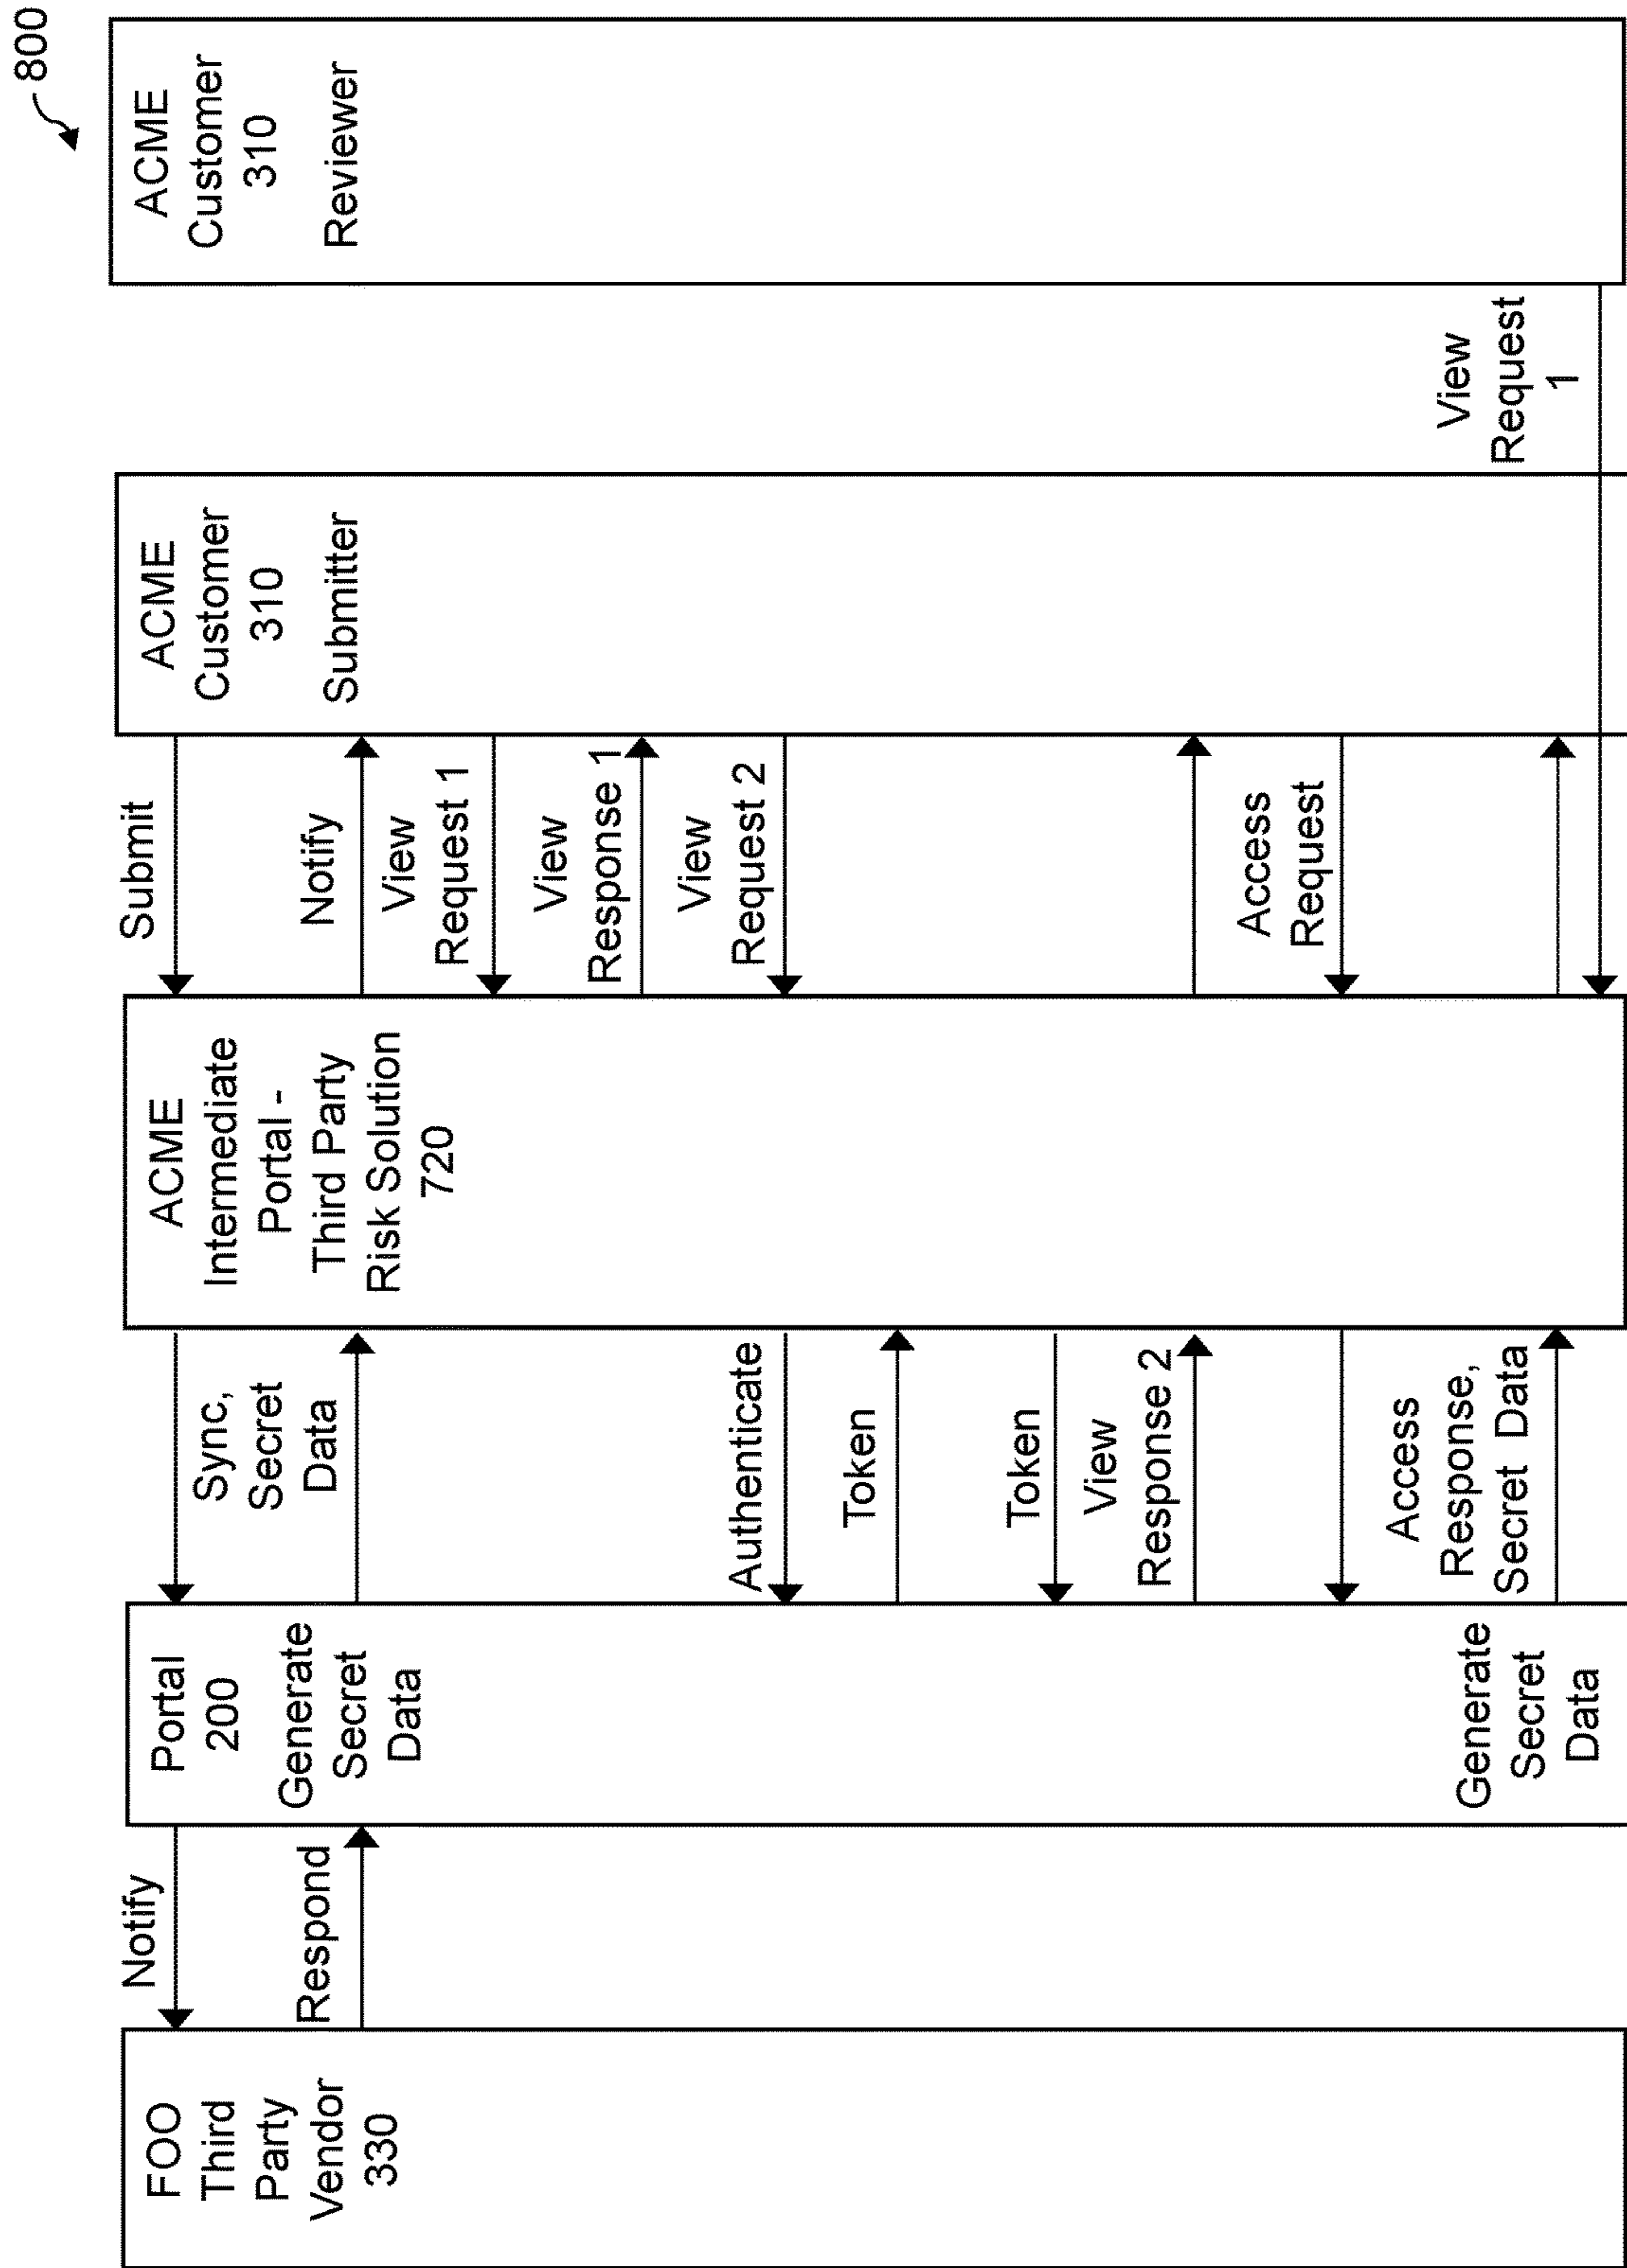 800
FOO
Third
Party
Vendor
330
Notify
Respond
Portal
200
Generate
Secret
Data
Generate
Secret
Data
Sync,
Secret
Data
Authenticate
Token
Token
View
Response 2
Access
Response,
Secret Data
ACME
Intermediate
Portal -
Third Party
Risk Solution
720
Submit
Notify
View
Request 1
View
Response 1
View
Request 2
Access
Request
ACME
Customer
310
Submitter
View
Request
1
ACME
Customer
310
Reviewer